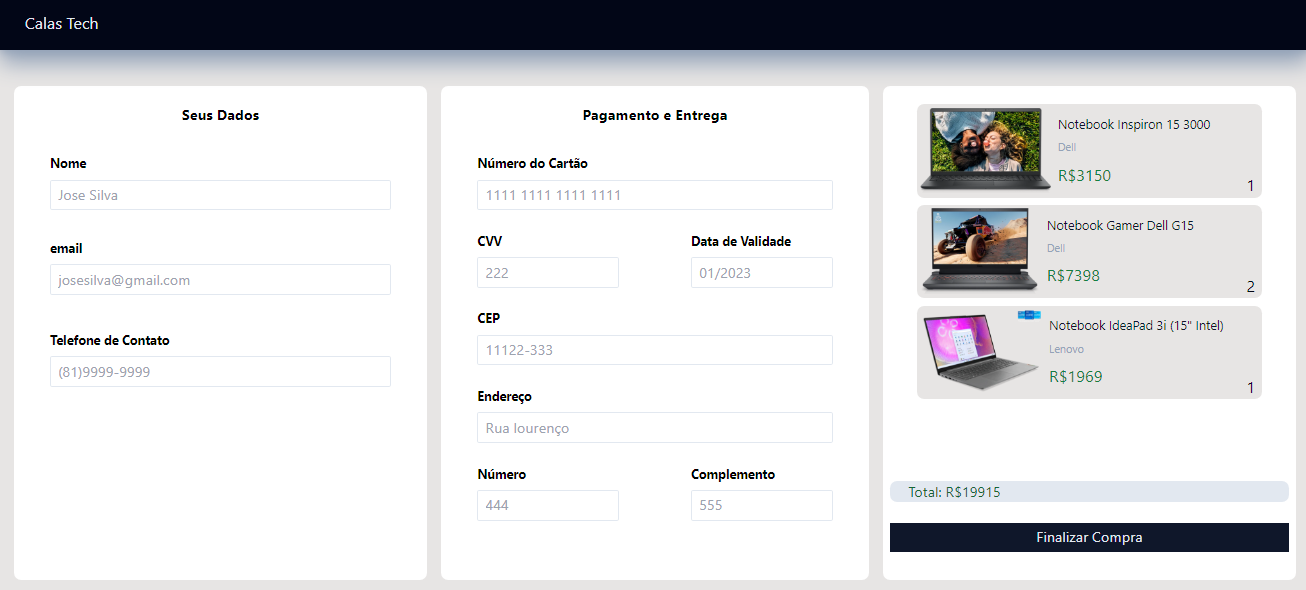 Calas Tech
Seus Dados
Nome
Jose Silva
email
josesilva@gmail.com
Telefone de Contato
(81)9999-9999
Pagamento e Entrega
Número do Cartão
1111 1111 1111 1111
CVV
Data de Validade
222
01/2023
CEP
11122-333
Endereço
Rua lourenço
Número
Complemento
444
555
Notebook Inspiron 15 3000
Dell
R$3150
1
Notebook Gamer Dell G15
Dell
R$7398
2
Notebook IdeaPad 3i (15" Intel)
Lenovo
R$1969
1
Total: R$19915
Finalizar Compra